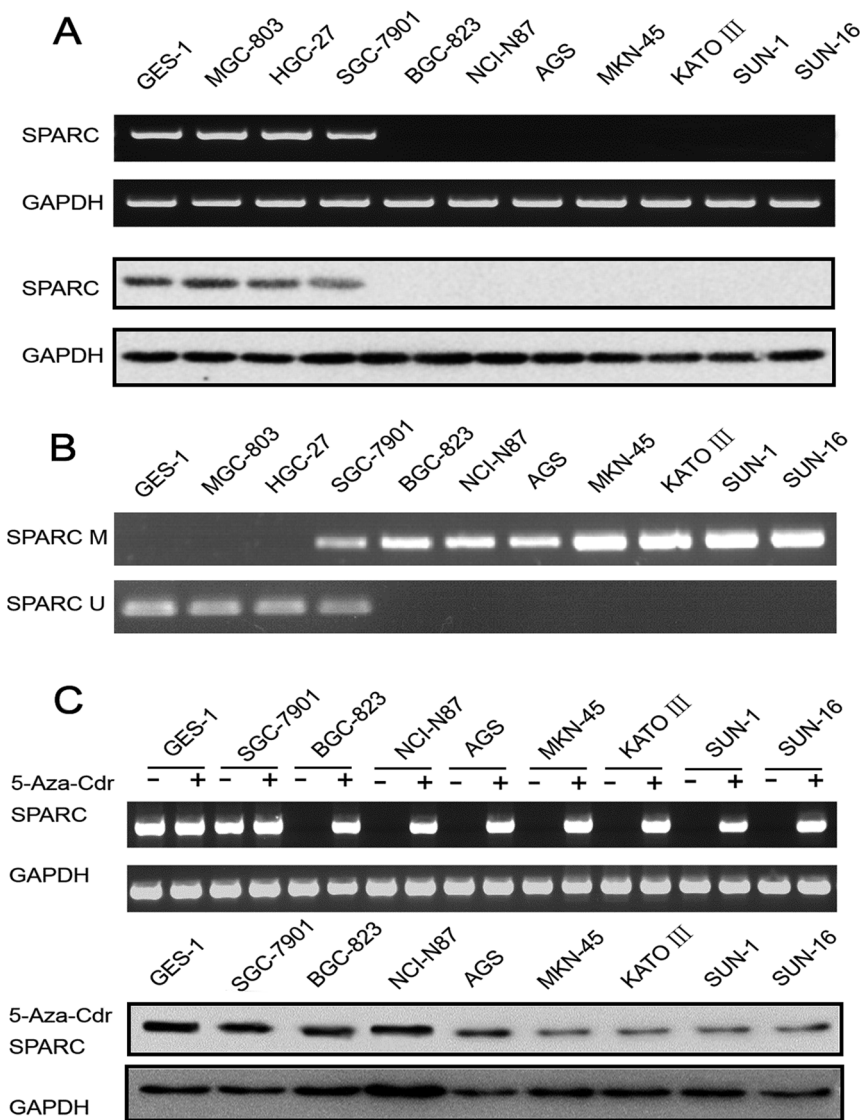 A
GES-1 MGC-803 HGC-27 SGC-7901 BGC-823 NCI-N87 AGS MKN-45 KATO III SUN-1 SUN-16
SPARC
GAPDH
SPARC
GAPDH
B
GES-1 MGC-803 HGC-27 SGC-7901 BGC-823 NCI-N87 AGS MKN-45 KATO III SUN-1 SUN-16
SPARC M
SPARC U
C
GES-1 SGC-7901 BGC-823 NCI-N87 AGS MKN-45 KATO III SUN-1 SUN-16
5-Aza-Cdr − + − + − + − + − + − + − + − + − +
SPARC
GAPDH
GES-1 SGC-7901 BGC-823 NCI-N87 AGS MKN-45 KATO III SUN-1 SUN-16
5-Aza-Cdr
SPARC
GAPDH